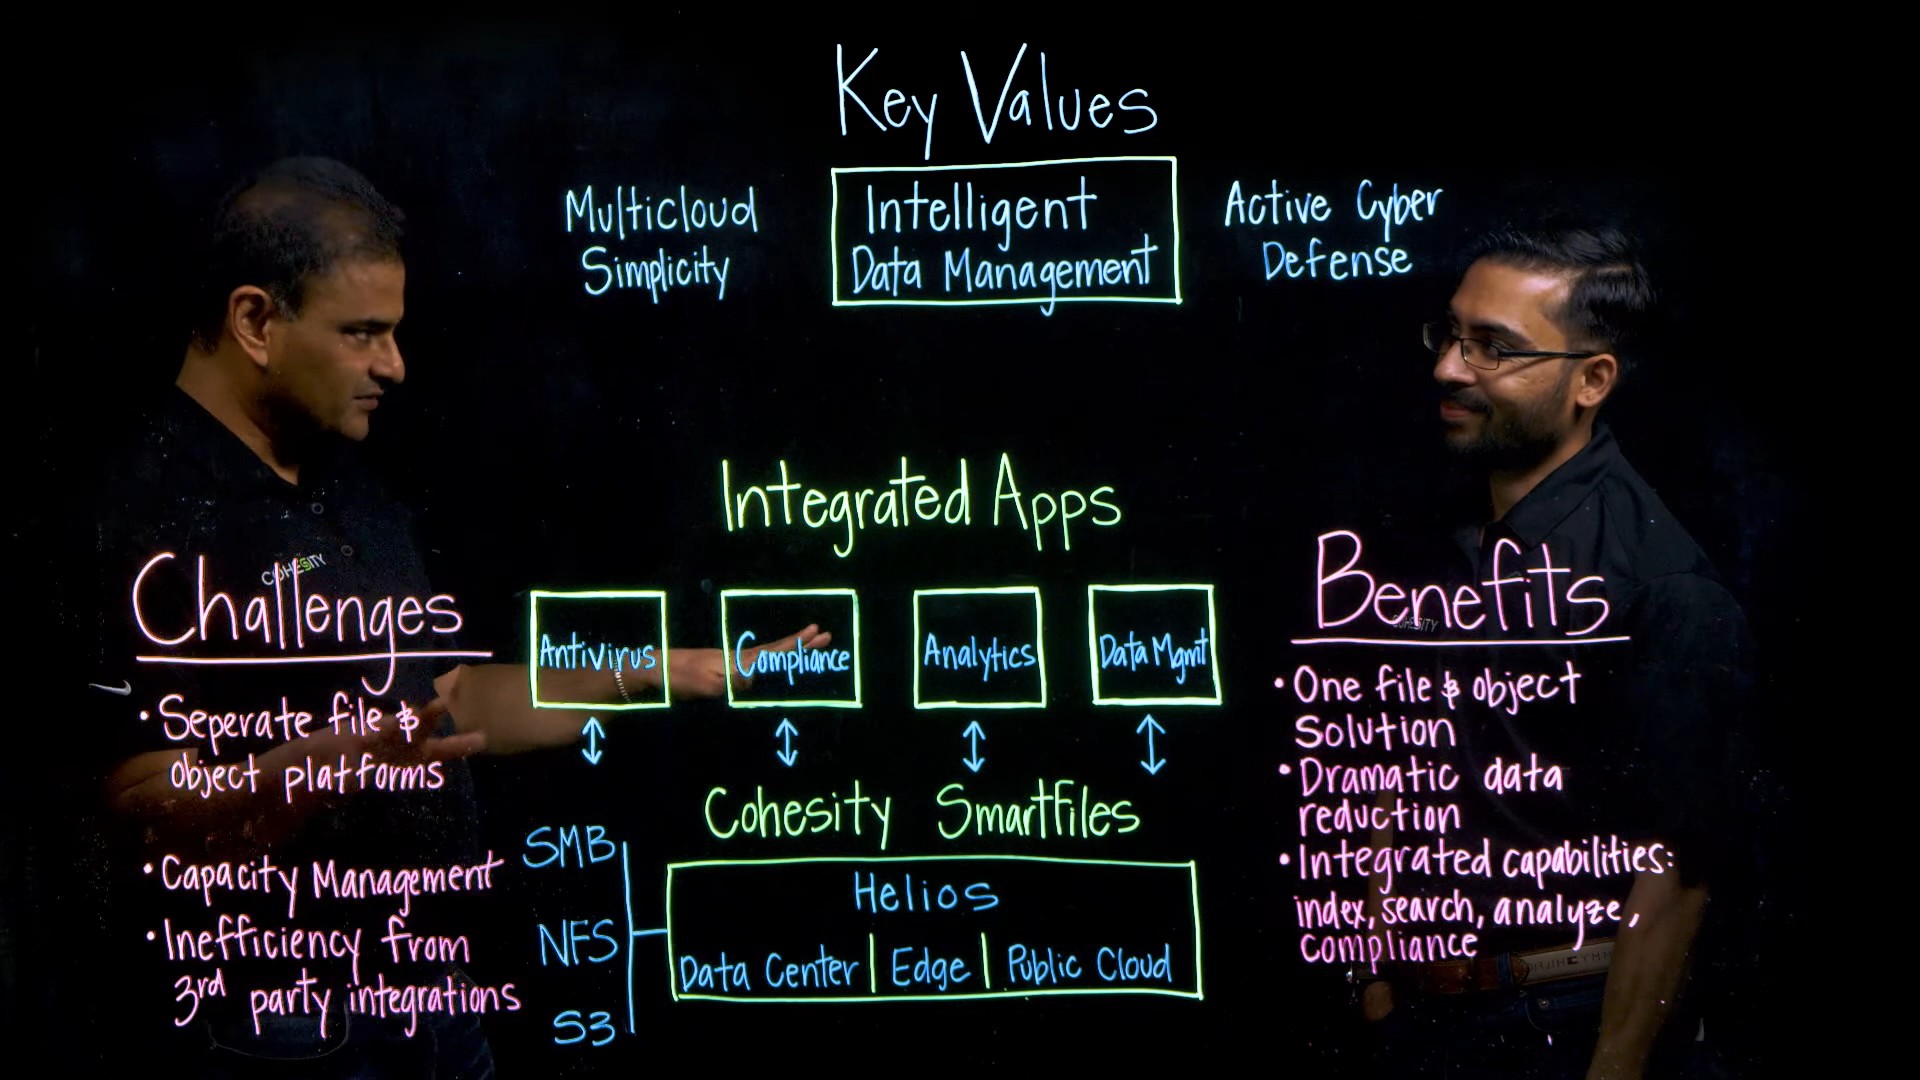 Key Values
Multicloud
Simplicity
Intelligent
Data Management
Active Cyber
Defense
Integrated Apps
Antivirus
Compliance
Analytics
Data Mgmt
Challenges
• Seperate file &
object platforms
• Capacity Management
• Inefficiency from
3rd party integrations
Cohesity SmartFiles
SMB
NFS
S3
Helios
Data Center | Edge | Public Cloud
Benefits
• One file & object
Solution
• Dramatic data
reduction
• Integrated capabilities:
index, search, analyze,
compliance
COHESITY
COHESITY